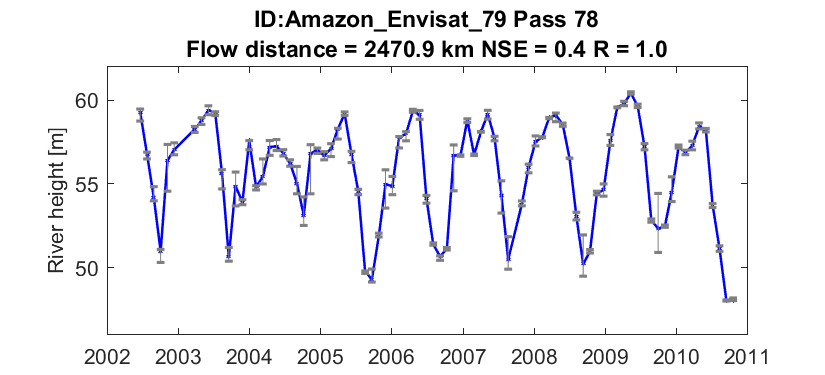 ID:Amazon_Envisat_79 Pass 78
Flow distance = 2470.9 km NSE = 0.4 R = 1.0
River height [m]
60
55
50
2002 2003 2004 2005 2006 2007 2008 2009 2010 2011